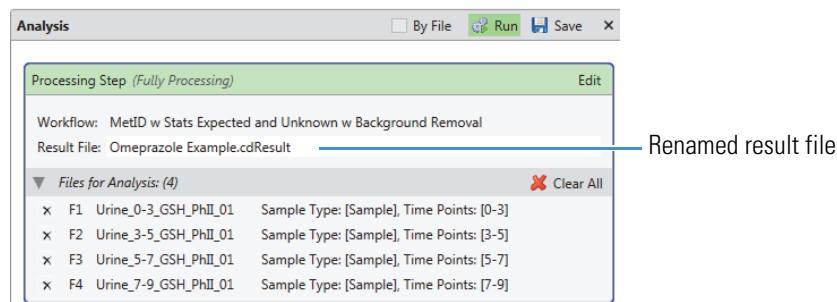 Analysis By File Run Save ×
Processing Step (Fully Processing) Edit
Workflow: MetID w Stats Expected and Unknown w Background Removal
Result File: Omeprazole Example.cdResult
Renamed result file
Files for Analysis: (4) Clear All
× F1 Urine_0-3_GSH_PhII_01 Sample Type: [Sample], Time Points: [0-3]
× F2 Urine_3-5_GSH_PhII_01 Sample Type: [Sample], Time Points: [3-5]
× F3 Urine_5-7_GSH_PhII_01 Sample Type: [Sample], Time Points: [5-7]
× F4 Urine_7-9_GSH_PhII_01 Sample Type: [Sample], Time Points: [7-9]